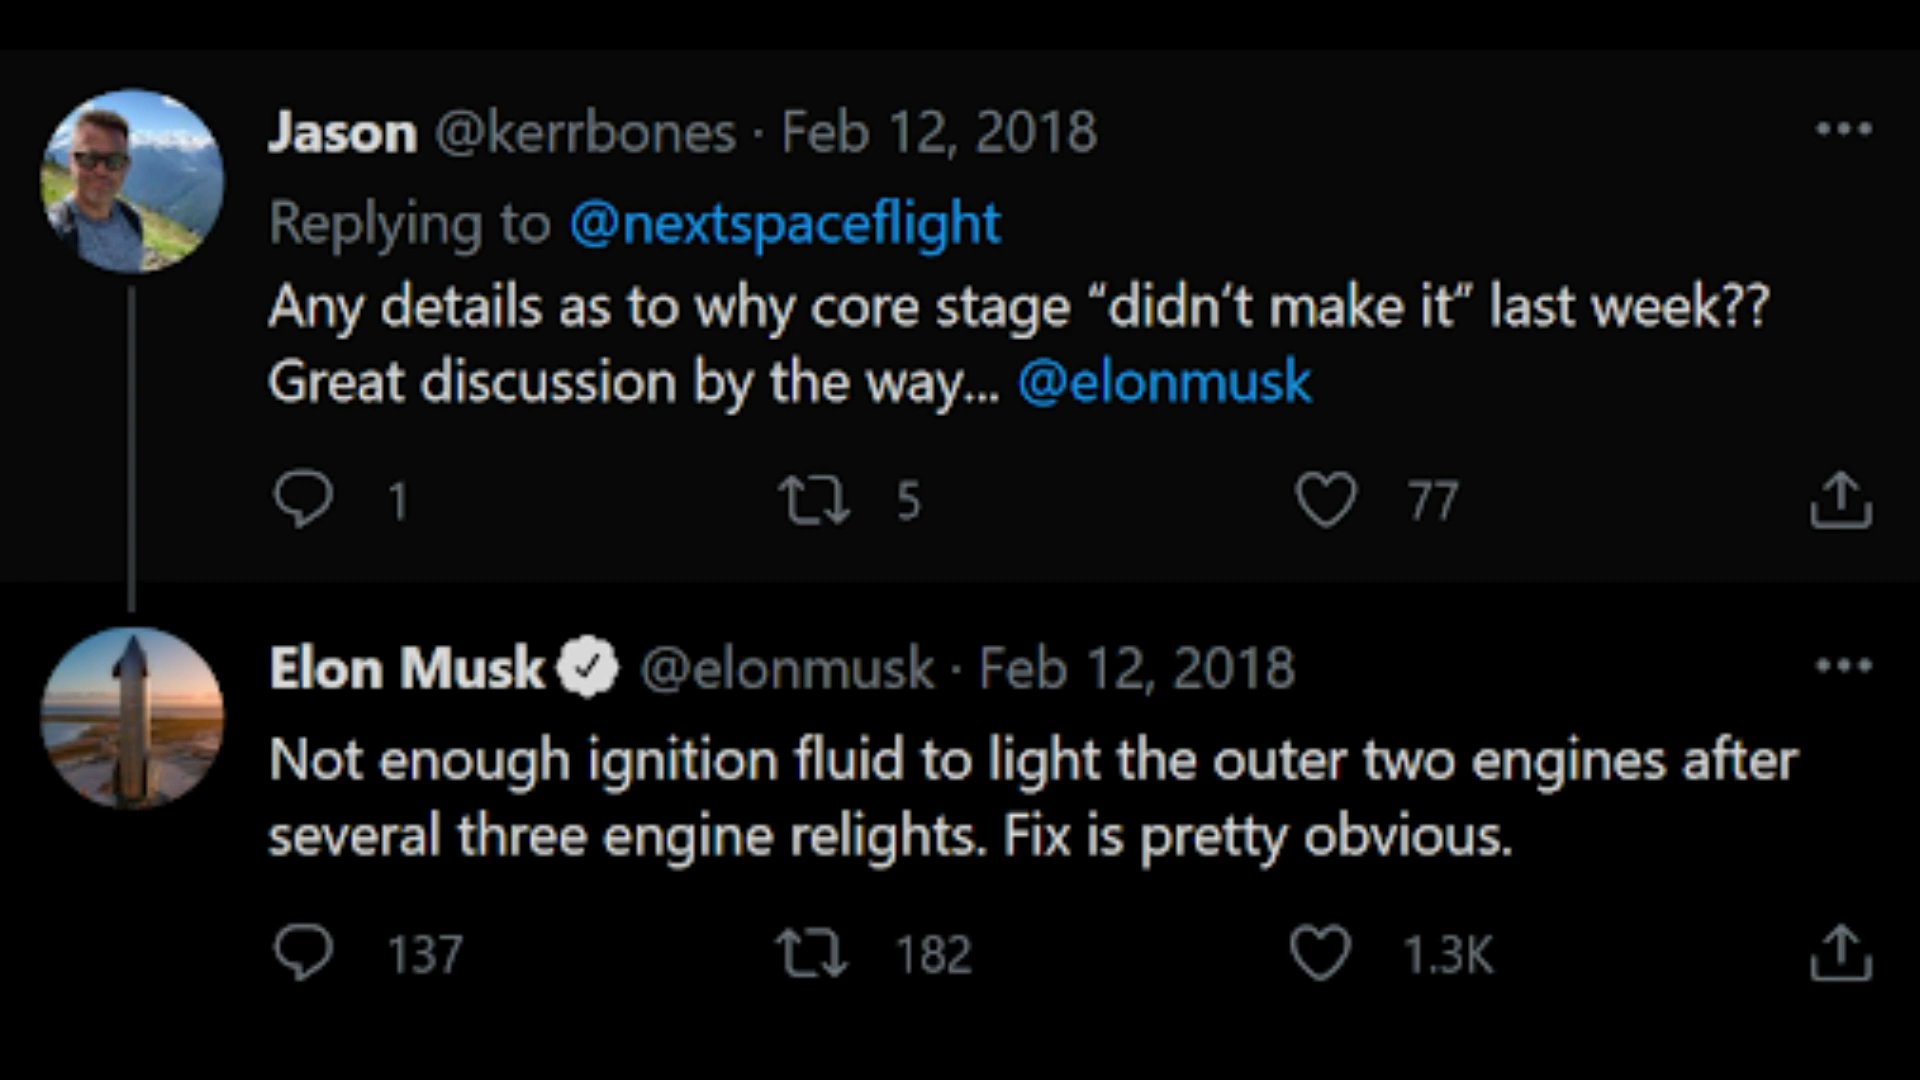 Jason @kerrbones · Feb 12, 2018
Replying to @nextspaceflight
Any details as to why core stage “didn‘t make it” last week??
Great discussion by the way... @elonmusk
1 5 77
Elon Musk @elonmusk · Feb 12, 2018
Not enough ignition fluid to light the outer two engines after
several three engine relights. Fix is pretty obvious.
137 182 1.3K